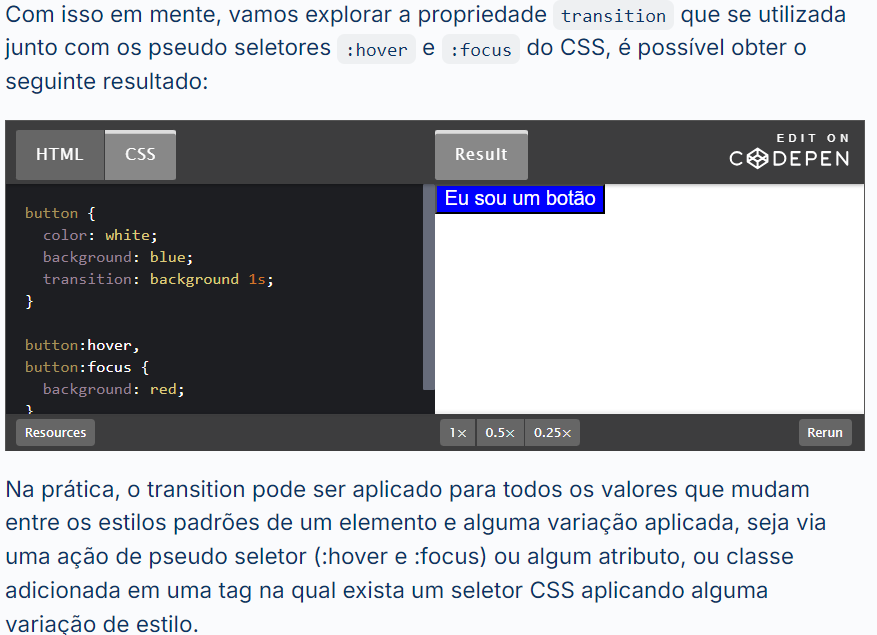 Com isso em mente, vamos explorar a propriedade transition que se utilizada
junto com os pseudo seletores :hover e :focus do CSS, é possível obter o
seguinte resultado:
HTML CSS Result EDIT ON
CODEPEN
button {
color: white;
background: blue;
transition: background 1s;
}
button:hover,
button:focus {
background: red;
}
Eu sou um botão
Resources 1× 0.5× 0.25× Rerun
Na prática, o transition pode ser aplicado para todos os valores que mudam
entre os estilos padrões de um elemento e alguma variação aplicada, seja via
uma ação de pseudo seletor (:hover e :focus) ou algum atributo, ou classe
adicionada em uma tag na qual exista um seletor CSS aplicando alguma
variação de estilo.